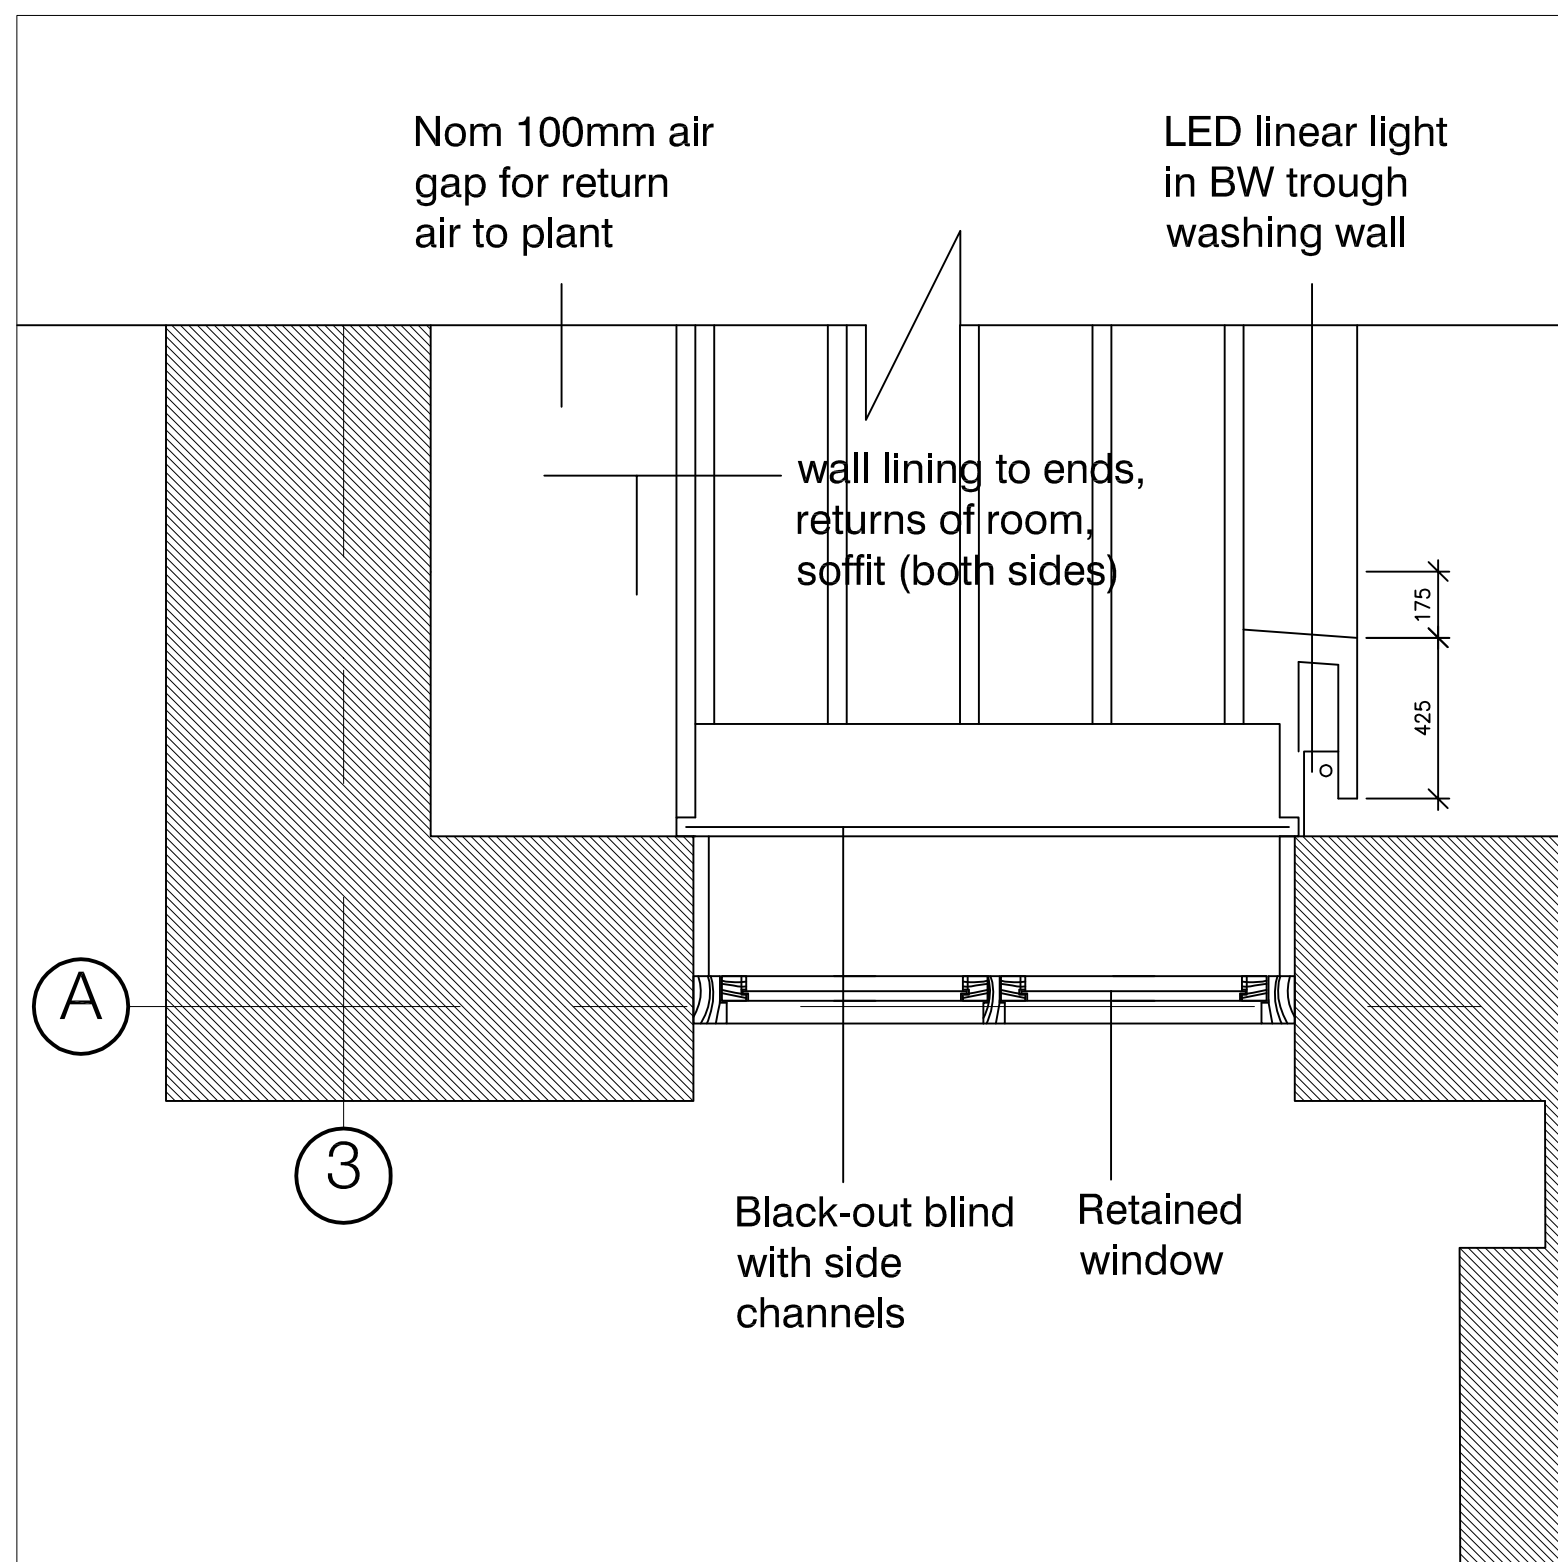 Nom 100mm air
gap for return
air to plant
LED linear light
in BW trough
washing wall
wall lining to ends,
returns of room,
soffit (both sides)
175
425
A
3
Black-out blind
with side
channels
Retained
window